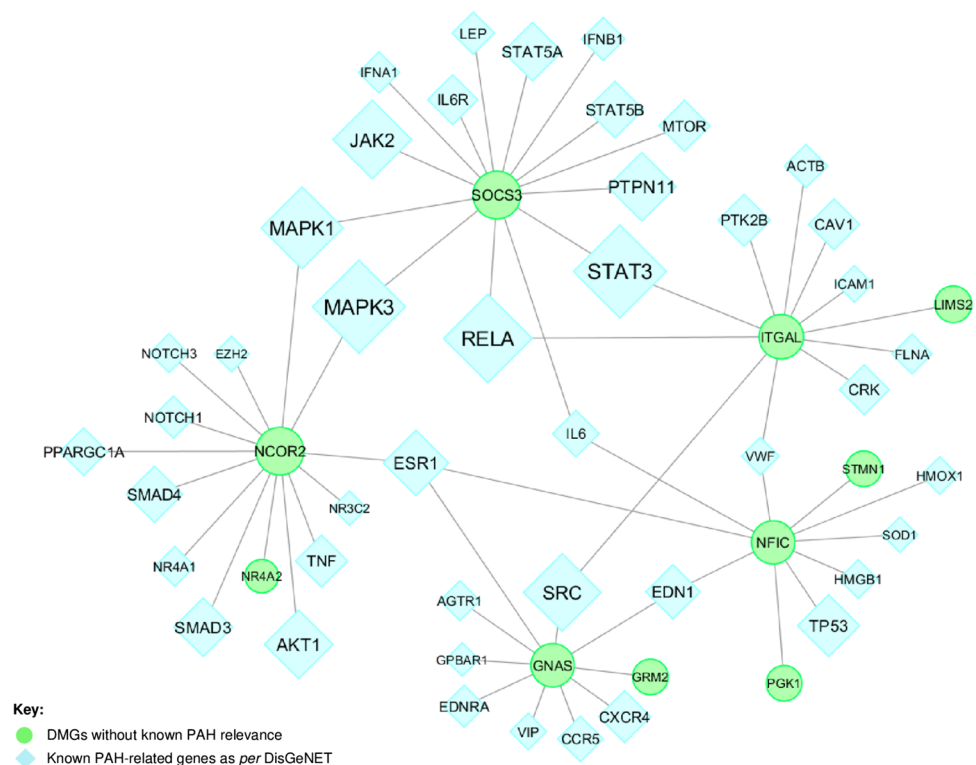 LEP
STAT5A
IFNB1
IFNA1
IL6R
STAT5B
MTOR
JAK2
PTPN11
SOCS3
ACTB
PTK2B
CAV1
MAPK1
STAT3
ICAM1
LIMS2
MAPK3
RELA
ITGAL
FLNA
CRK
NOTCH3
EZH2
NOTCH1
IL6
PPARGC1A
NCOR2
ESR1
VWF
STMN1
HMOX1
SMAD4
NR3C2
NFIC
SOD1
NR4A1
NR4A2
TNF
HMGB1
SRC
EDN1
AGTR1
SMAD3
AKT1
TP53
GPBAR1
GNAS
GRM2
PGK1
EDNRA
VIP
CCR5
CXCR4
Key:
DMGs without known PAH relevance
Known PAH-related genes as per DisGeNET